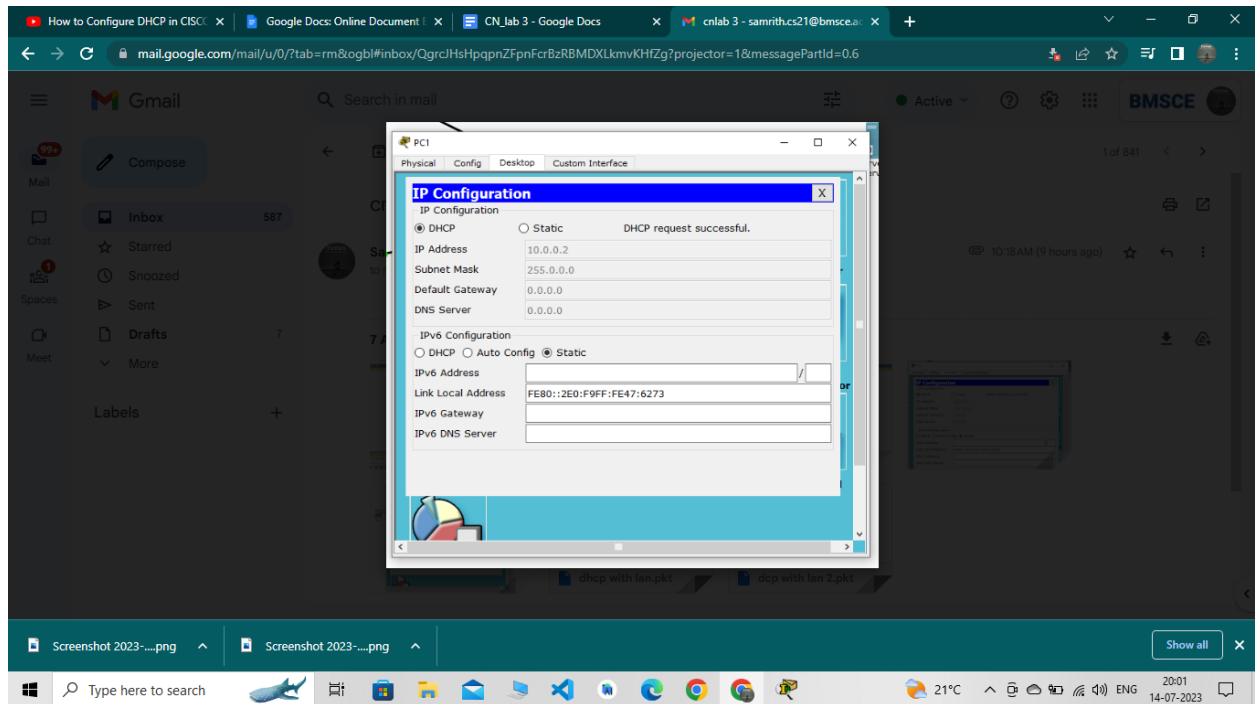 How to Configure DHCP in CISC
Google Docs: Online Document E
CN_lab 3 - Google Docs
cnlab 3 - samrith.cs21@bmsce.ac
mail.google.com/mail/u/0/?tab=rm&ogbl#inbox/QgrcJHsHpqpnZFpnFcrBzRBMDXLkmvKHfZg?projector=1&messagePartId=0.6
Gmail
Search in mail
Active
BMSCE
99+
Mail
Compose
1 of 841
Inbox 587
Chat
Starred
10:18AM (9 hours ago)
Snoozed
1
Spaces
Sent
Drafts 7
Meet
More
Labels
PC1
Physical Config Desktop Custom Interface
IP Configuration X
IP Configuration
DHCP Static DHCP request successful.
IP Address 10.0.0.2
Subnet Mask 255.0.0.0
Default Gateway 0.0.0.0
DNS Server 0.0.0.0
IPv6 Configuration
DHCP Auto Config Static
IPv6 Address /
Link Local Address FE80::2E0:F9FF:FE47:6273
IPv6 Gateway
IPv6 DNS Server
dhcp with lan.pkt
dcp with lan 2.pkt
Screenshot 2023-....png
Screenshot 2023-....png
Show all
Type here to search
21°C
ENG
20:01
14-07-2023